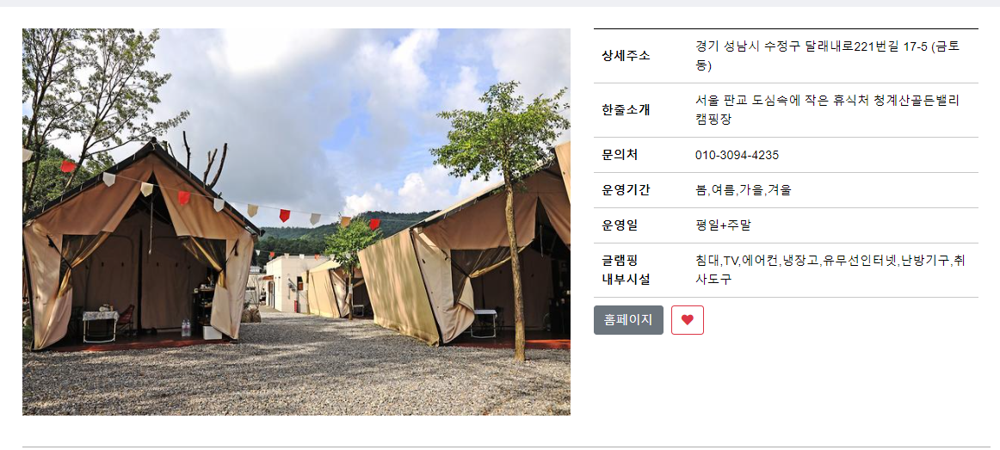 상세주소
경기 성남시 수정구 달래내로221번길 17-5 (금토
동)
한줄소개
서울 판교 도심속에 작은 휴식처 청계산골든밸리
캠핑장
문의처
010-3094-4235
운영기간
봄,여름,가을,겨울
운영일
평일+주말
글램핑
내부시설
침대,TV,에어컨,냉장고,유무선인터넷,난방기구,취
사도구
홈페이지